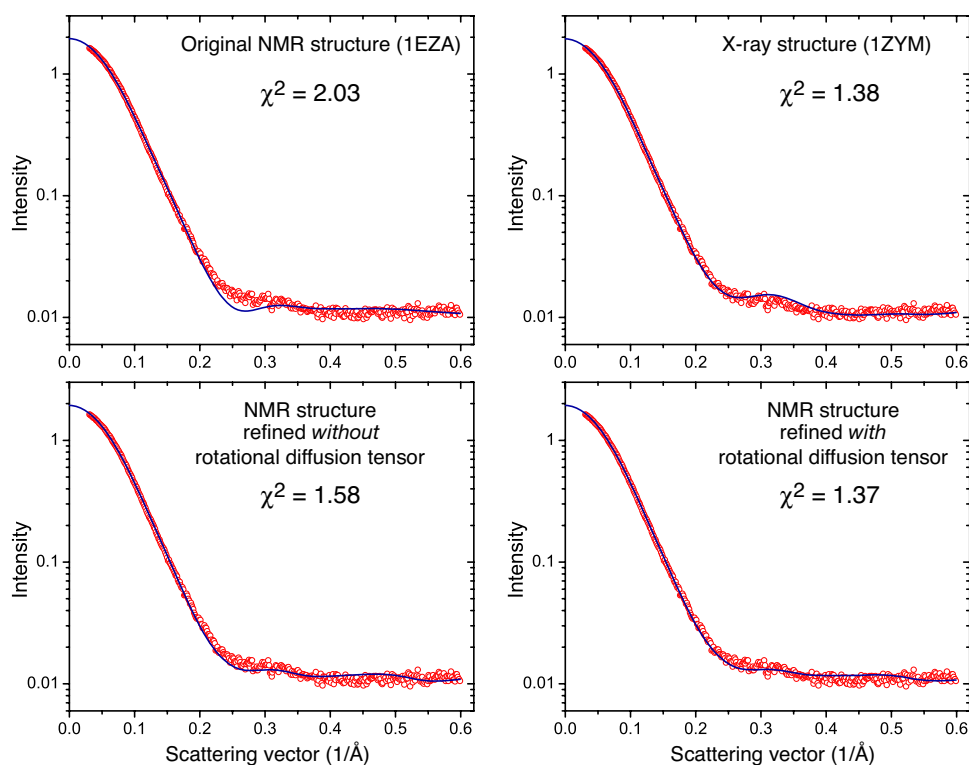 Original NMR structure (1EZA)
χ² = 2.03
Intensity
1
0.1
0.01
0.0 0.1 0.2 0.3 0.4 0.5 0.6
X-ray structure (1ZYM)
χ² = 1.38
Intensity
1
0.1
0.01
0.0 0.1 0.2 0.3 0.4 0.5 0.6
NMR structure
refined without
rotational diffusion tensor
χ² = 1.58
Intensity
1
0.1
0.01
0.0 0.1 0.2 0.3 0.4 0.5 0.6
Scattering vector (1/Å)
NMR structure
refined with
rotational diffusion tensor
χ² = 1.37
Intensity
1
0.1
0.01
0.0 0.1 0.2 0.3 0.4 0.5 0.6
Scattering vector (1/Å)